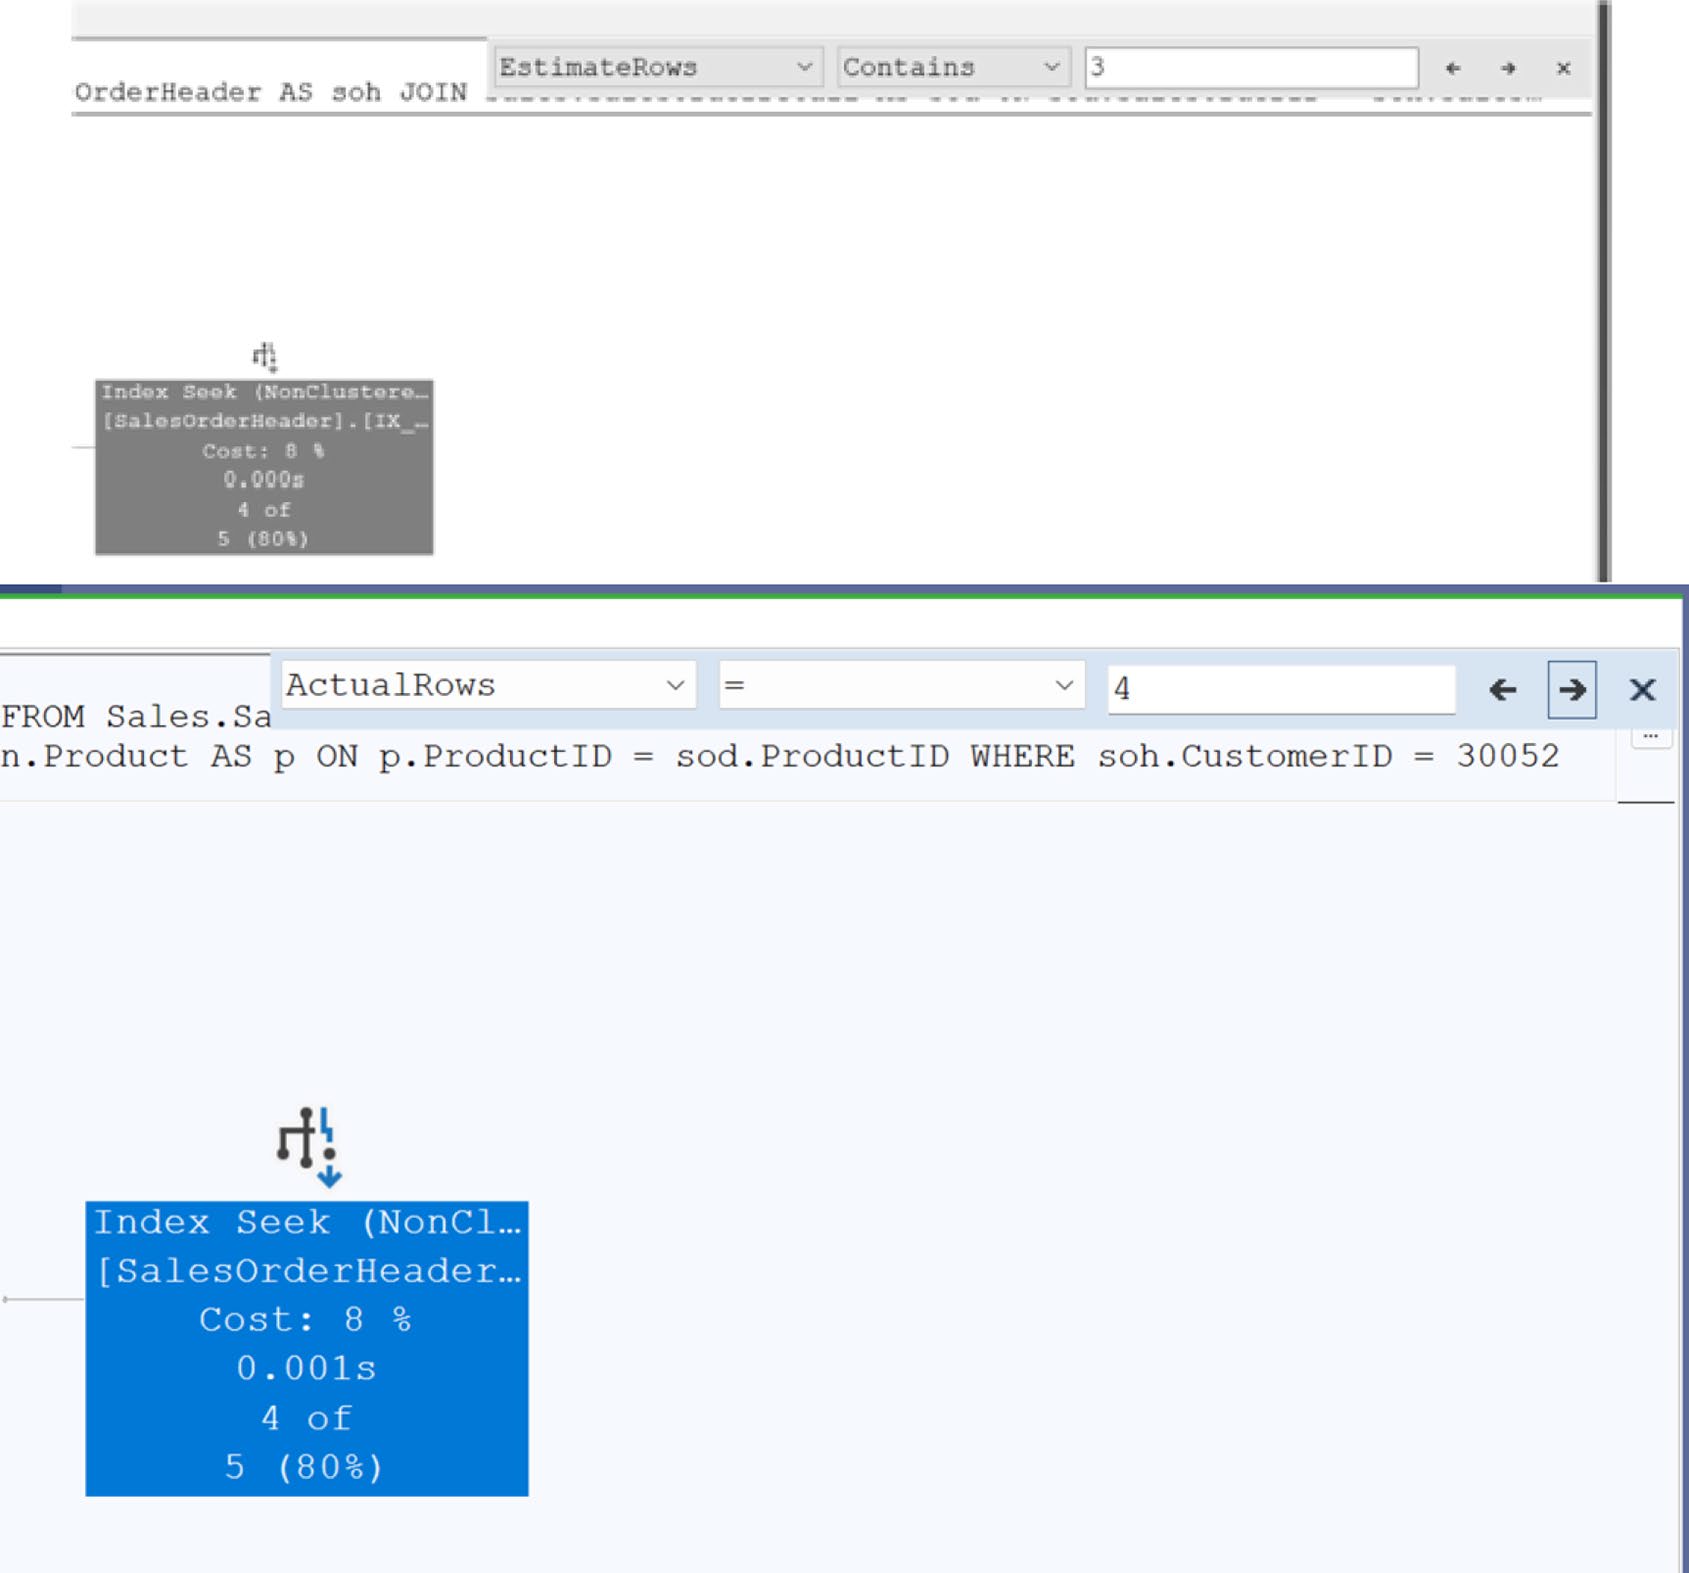 EstimateRows Contains 3
OrderHeader AS soh JOIN
Index Seek (NonClustere…
[SalesOrderHeader].[IX_…
Cost: 8 %
0.000s
4 of
5 (80%)
ActualRows = 4
FROM Sales.Sa
...
n.Product AS p ON p.ProductID = sod.ProductID WHERE soh.CustomerID = 30052
Index Seek (NonCl…
[SalesOrderHeader…
Cost: 8 %
0.001s
4 of
5 (80%)